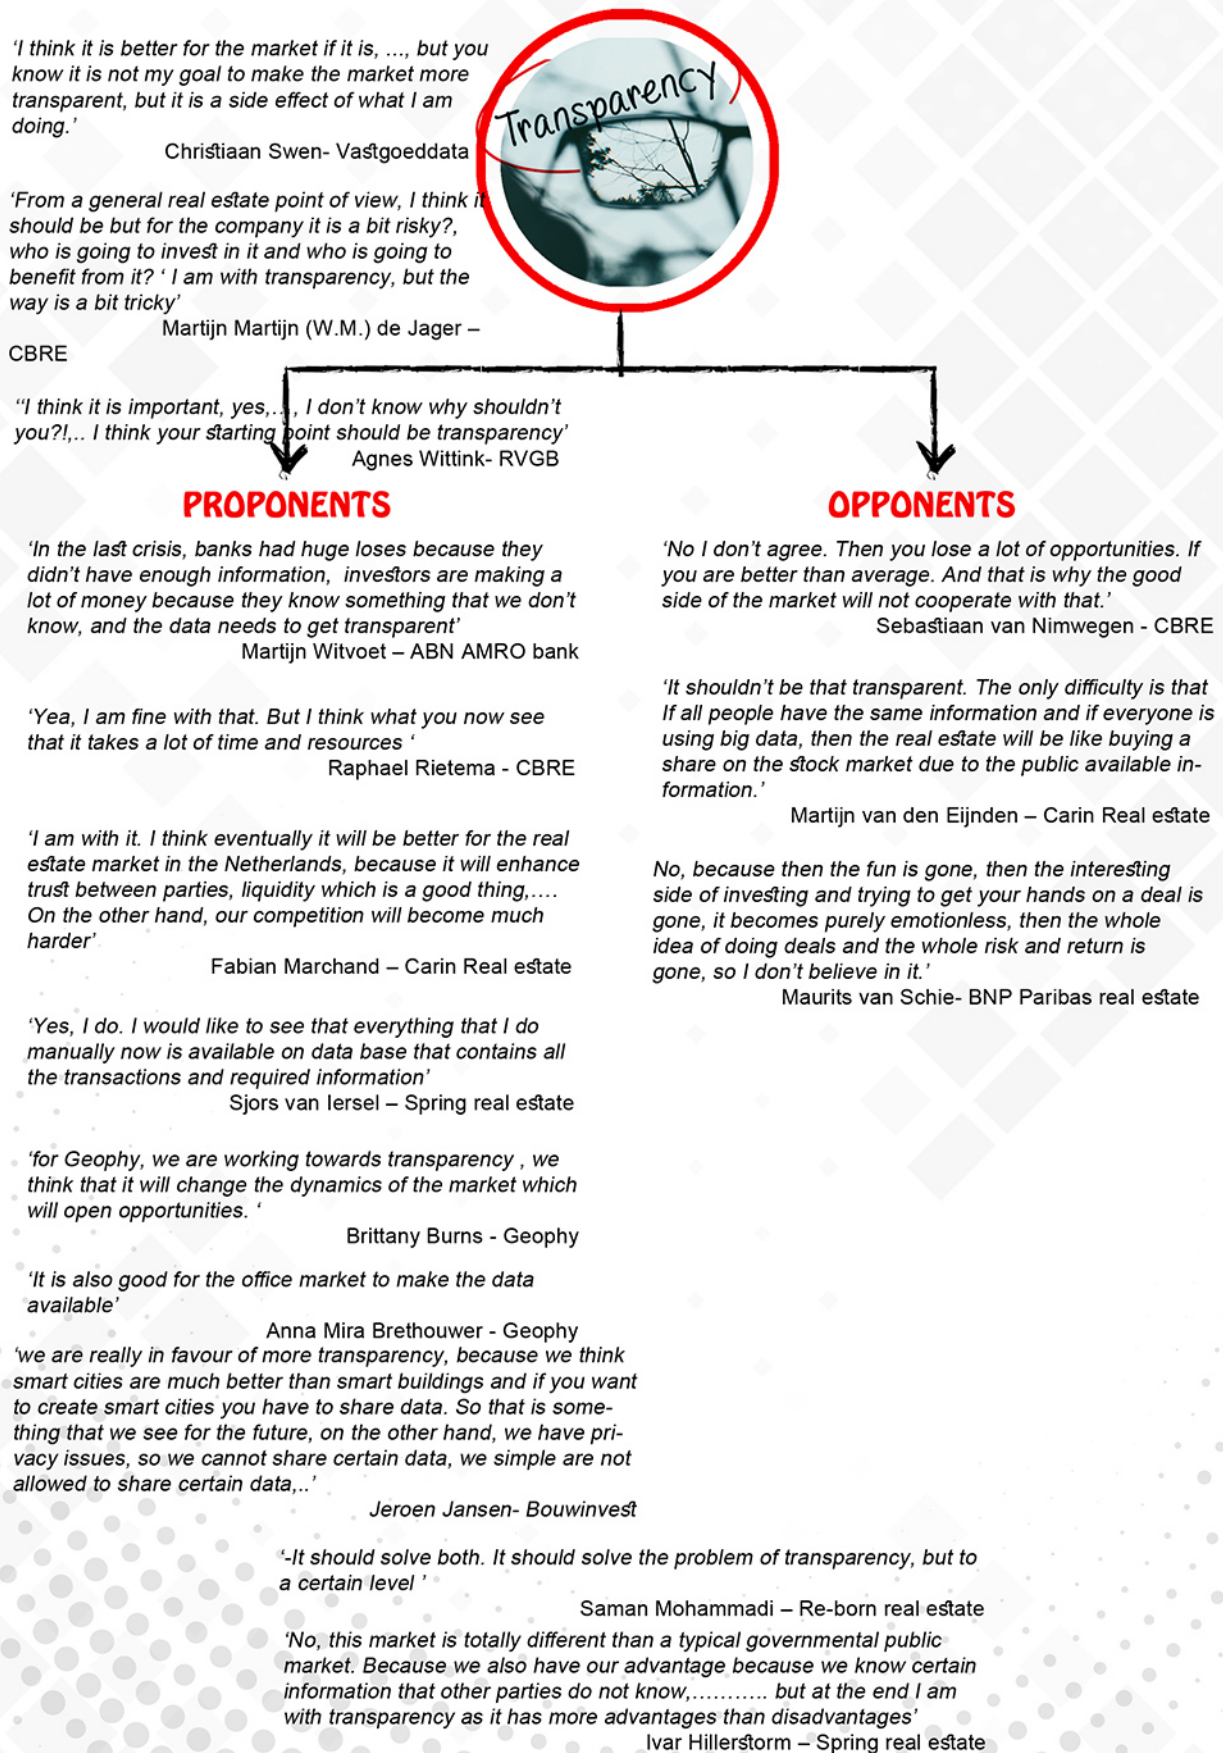 ‘I think it is better for the market if it is, ..., but you
know it is not my goal to make the market more
transparent, but it is a side effect of what I am
doing.’
Christiaan Swen- Vastgoeddata
Transparency
‘From a general real estate point of view, I think it
should be but for the company it is a bit risky?,
who is going to invest in it and who is going to
benefit from it? ‘ I am with transparency, but the
way is a bit tricky’
Martijn Martijn (W.M.) de Jager –
CBRE
‘‘I think it is important, yes,..., I don’t know why shouldn’t
you?!,.. I think your starting point should be transparency’
Agnes Wittink- RVGB
PROPONENTS
‘In the last crisis, banks had huge loses because they
didn’t have enough information,  investors are making a
lot of money because they know something that we don’t
know, and the data needs to get transparent’
Martijn Witvoet – ABN AMRO bank
‘Yea, I am fine with that. But I think what you now see
that it takes a lot of time and resources ‘
Raphael Rietema - CBRE
‘I am with it. I think eventually it will be better for the real
estate market in the Netherlands, because it will enhance
trust between parties, liquidity which is a good thing,....
On the other hand, our competition will become much
harder’
Fabian Marchand – Carin Real estate
‘Yes, I do. I would like to see that everything that I do
manually now is available on data base that contains all
the transactions and required information’
Sjors van Iersel – Spring real estate
‘for Geophy, we are working towards transparency , we
think that it will change the dynamics of the market which
will open opportunities. ‘
Brittany Burns - Geophy
‘It is also good for the office market to make the data
available’
Anna Mira Brethouwer - Geophy
‘we are really in favour of more transparency, because we think
smart cities are much better than smart buildings and if you want
to create smart cities you have to share data. So that is some-
thing that we see for the future, on the other hand, we have pri-
vacy issues, so we cannot share certain data, we simple are not
allowed to share certain data,..’
Jeroen Jansen- Bouwinvest
OPPONENTS
‘No I don’t agree. Then you lose a lot of opportunities. If
you are better than average. And that is why the good
side of the market will not cooperate with that.’
Sebastiaan van Nimwegen - CBRE
‘It shouldn’t be that transparent. The only difficulty is that
If all people have the same information and if everyone is
using big data, then the real estate will be like buying a
share on the stock market due to the public available in-
formation.’
Martijn van den Eijnden – Carin Real estate
No, because then the fun is gone, then the interesting
side of investing and trying to get your hands on a deal is
gone, it becomes purely emotionless, then the whole
idea of doing deals and the whole risk and return is
gone, so I don’t believe in it.’
Maurits van Schie- BNP Paribas real estate
‘-It should solve both. It should solve the problem of transparency, but to
a certain level ’
Saman Mohammadi – Re-born real estate
‘No, this market is totally different than a typical governmental public
market. Because we also have our advantage because we know certain
information that other parties do not know,........... but at the end I am
with transparency as it has more advantages than disadvantages’
Ivar Hillerstorm – Spring real estate